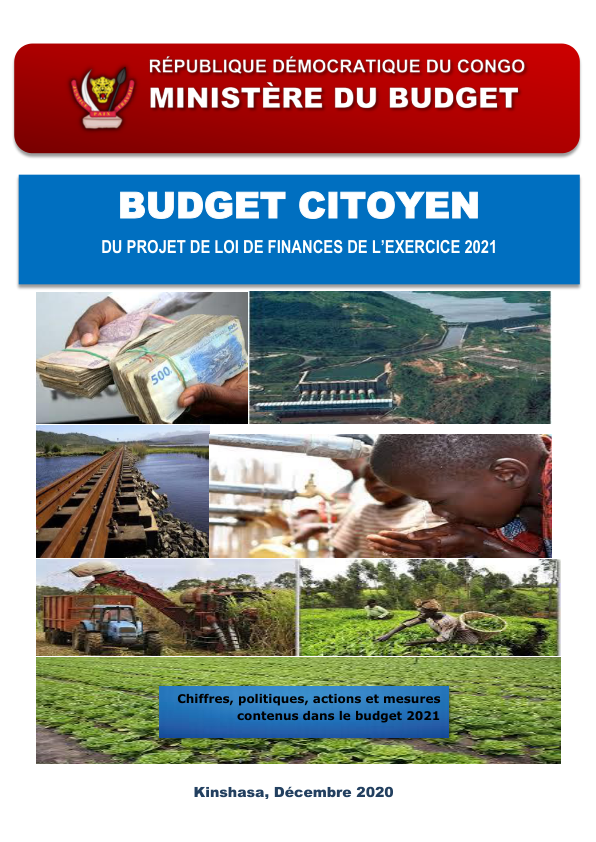 RÉPUBLIQUE DÉMOCRATIQUE DU CONGO
MINISTÈRE DU BUDGET
BUDGET CITOYEN
DU PROJET DE LOI DE FINANCES DE L'EXERCICE 2021
500
Chiffres, politiques, actions et mesures
contenus dans le budget 2021
Kinshasa, Décembre 2020